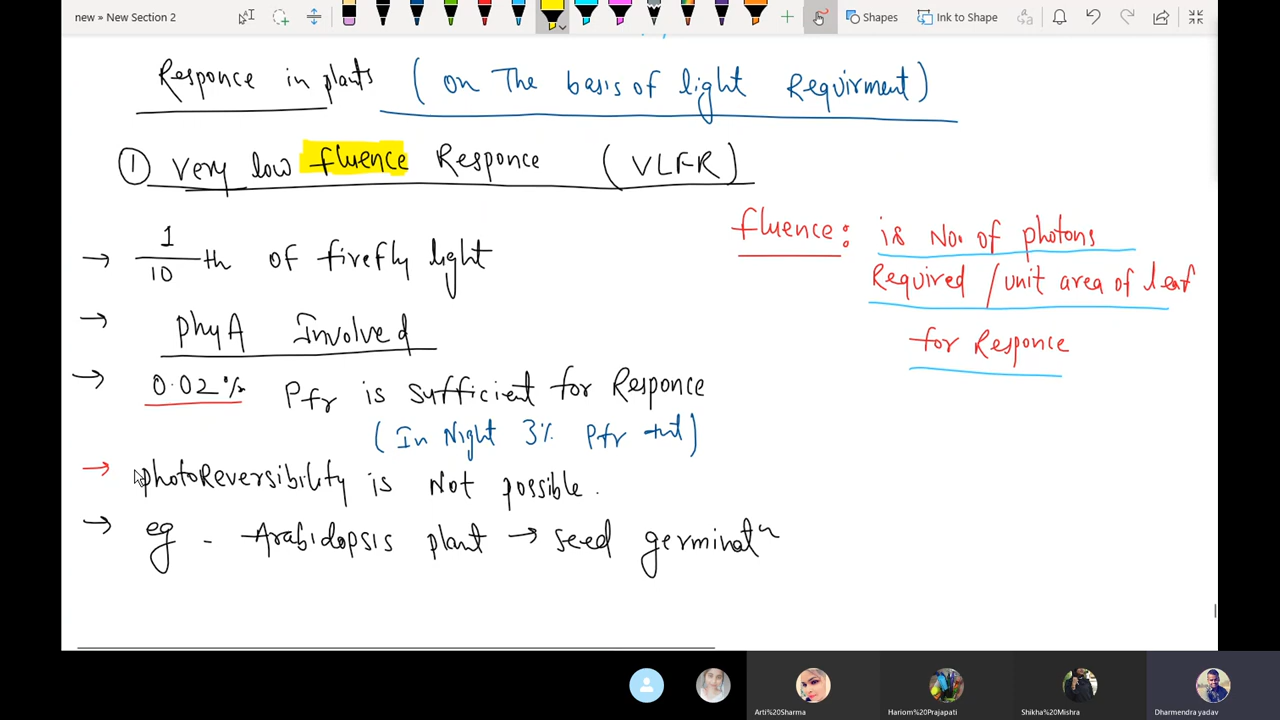 new » New Section 2
Shapes
Ink to Shape
Responce in plants (on The basis of light Requirment)
① very low fluence Responce (VLFR)
fluence: is No. of photons
Required / unit area of leaf
for Responce
→ 1/10 th of firefly light
→ phyA Involved
→ 0.02% Pfr is sufficient for Responce
(In Night 3% Pfr
→ photoReversibility is Not possible.
→ eg - Arabidopsis plant → seed germinatn
Arti%20Sharma
Hariom%20Prajapati
Shikha%20Mishra
Dharmendra yadav